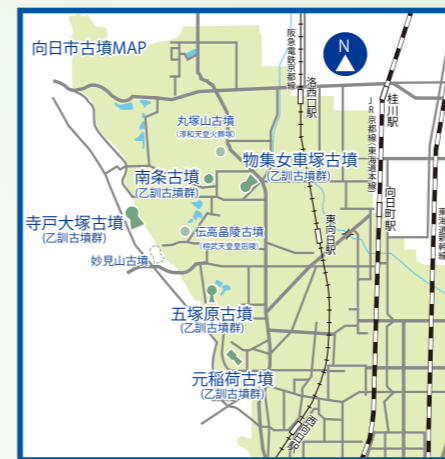 向日市古墳MAP
N
阪急電鉄京都線
洛西口駅
桂川駅
JR京都線(東海道本線)
向日町駅
東海道新幹線
丸塚山古墳
(淳和天皇火葬塚)
物集女車塚古墳
(乙訓古墳群)
南条古墳
(乙訓古墳群)
寺戸大塚古墳
(乙訓古墳群)
伝高畠陵古墳
(桓武天皇皇后陵)
東向日駅
妙見山古墳
五塚原古墳
(乙訓古墳群)
元稲荷古墳
(乙訓古墳群)
西向日駅